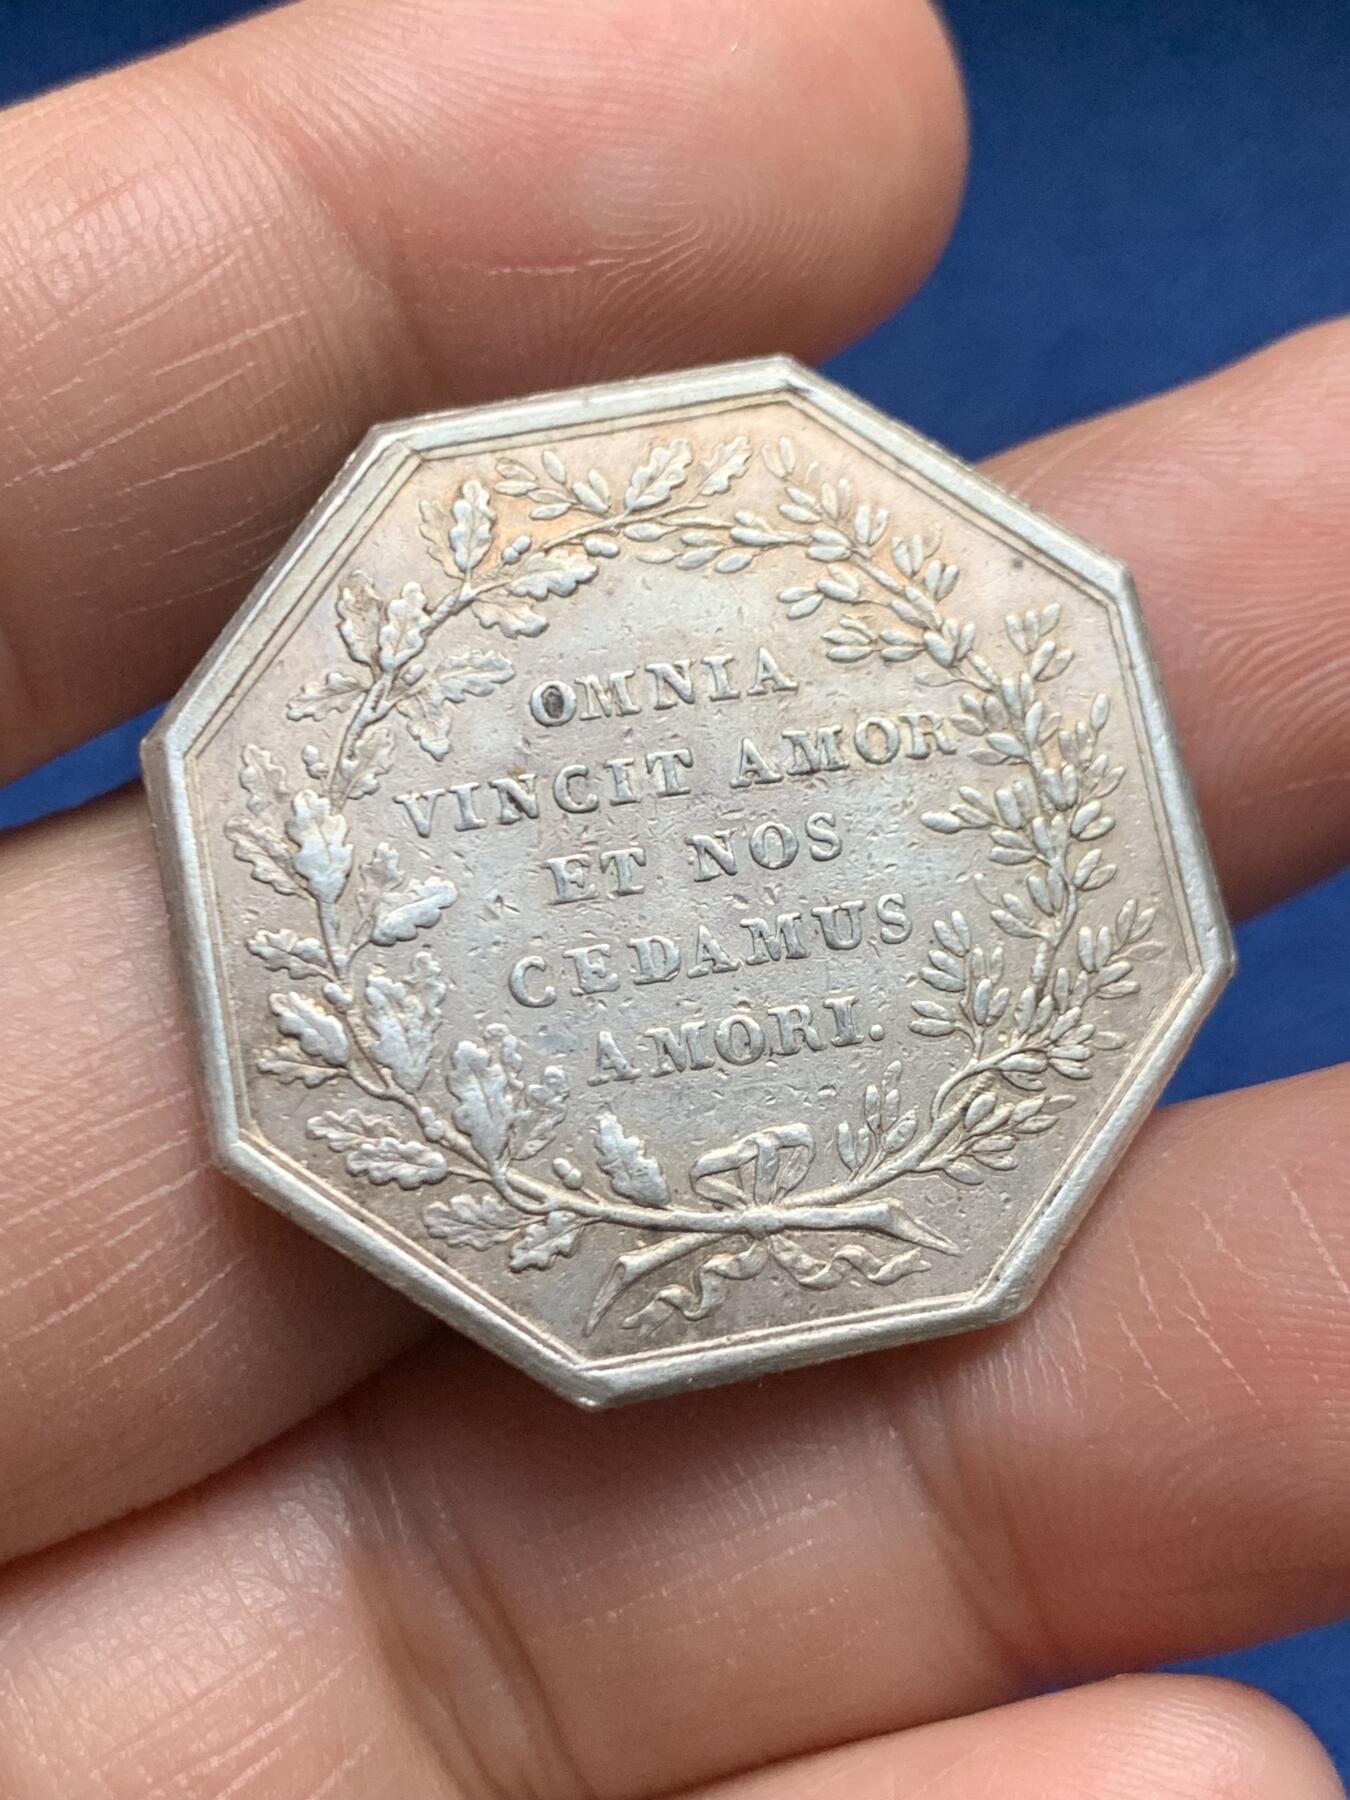 OMNIA
VINCIT AMOR
ET NOS
CEDAMUS
AMORI.